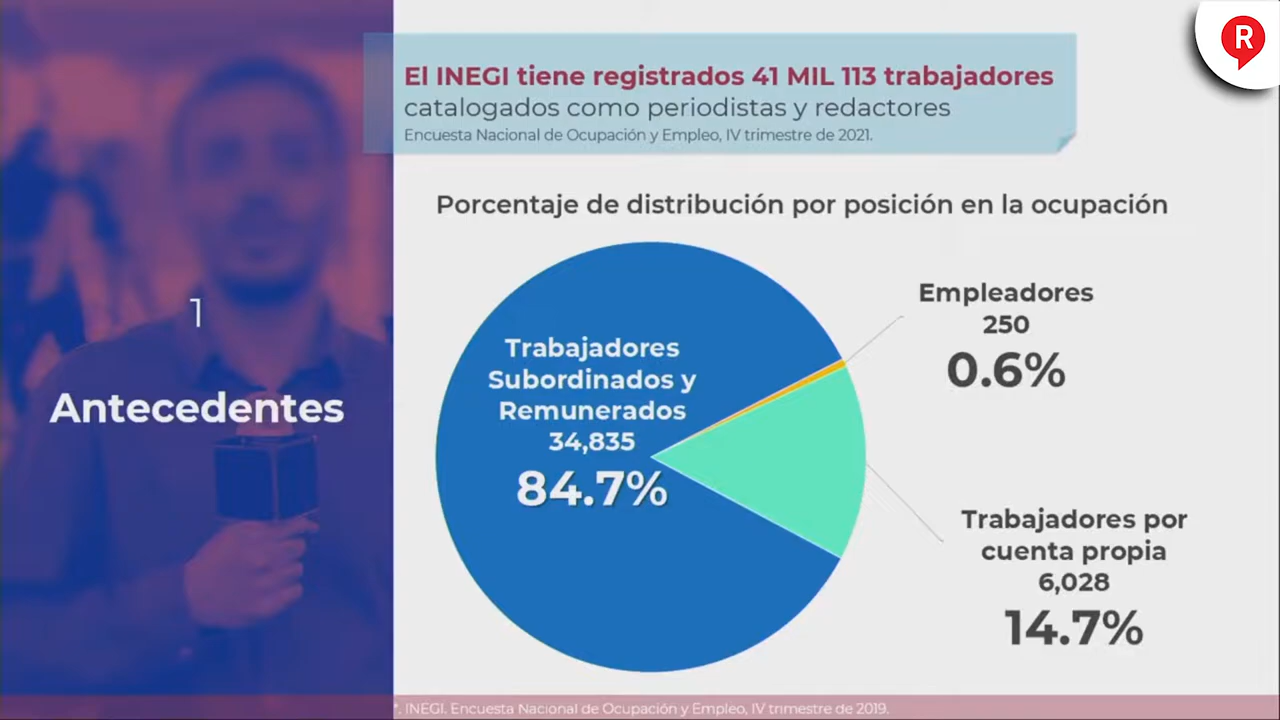 R
El INEGI tiene registrados 41 MIL 113 trabajadores
catalogados como periodistas y redactores
Encuesta Nacional de Ocupación y Empleo, IV trimestre de 2021.
Porcentaje de distribución por posición en la ocupación
1
Antecedentes
Trabajadores
Subordinados y
Remunerados
34,835
84.7%
Empleadores
250
0.6%
Trabajadores por
cuenta propia
6,028
14.7%
*. INEGI. Encuesta Nacional de Ocupación y Empleo, IV trimestre de 2019.